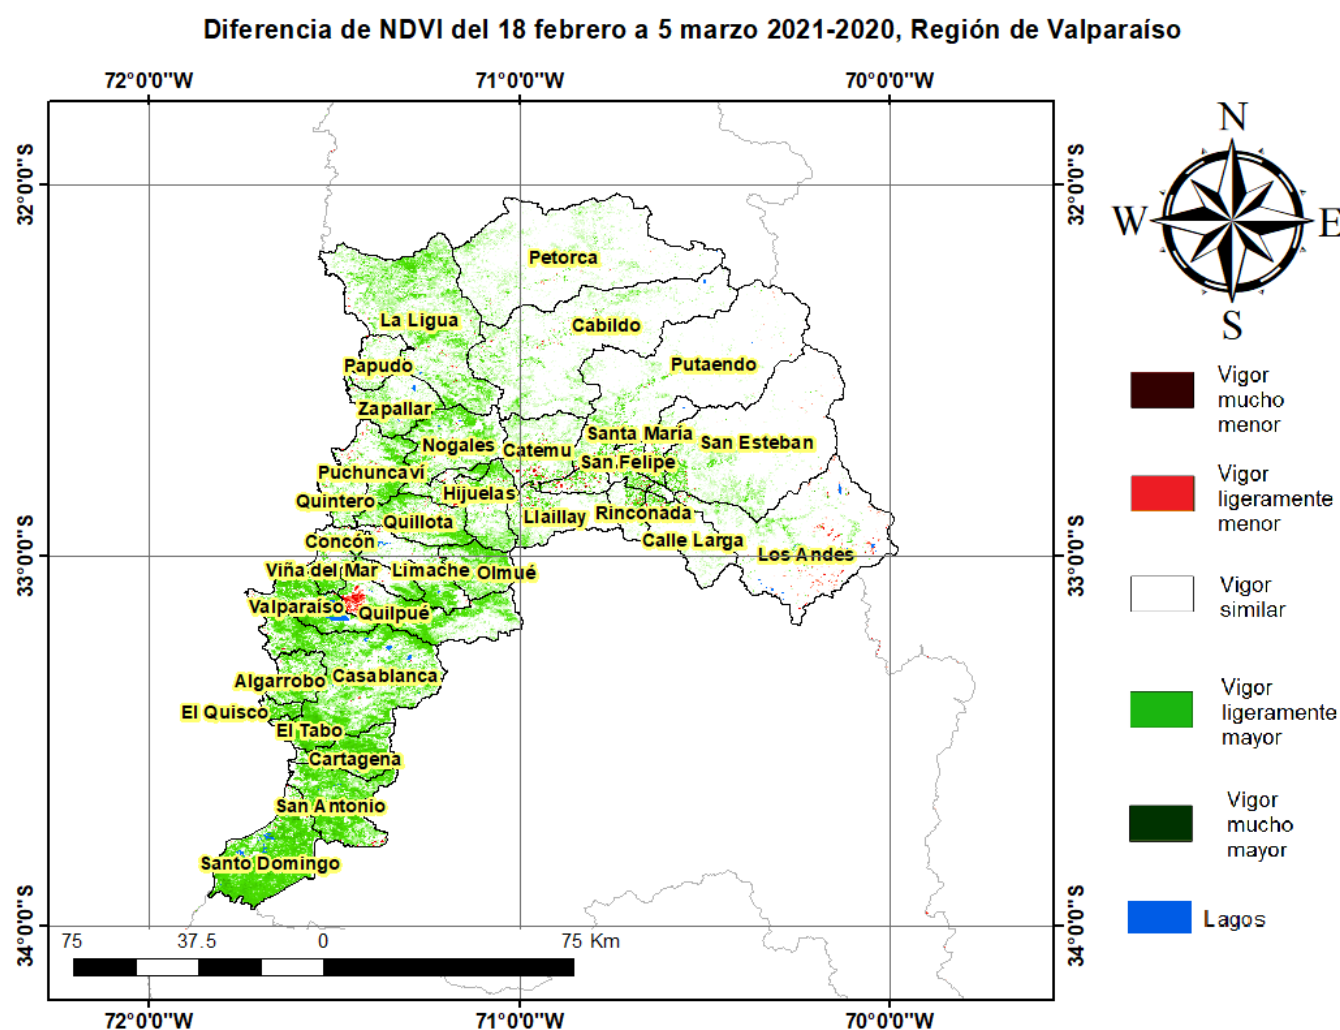 Diferencia de NDVI del 18 febrero a 5 marzo 2021-2020, Región de Valparaíso
72°0'0"W 71°0'0"W 70°0'0"W
32°0'0"S
32°0'0"S
33°0'0"S
33°0'0"S
34°0'0"S
34°0'0"S
N
W
E
S
Petorca
La Ligua
Cabildo
Papudo
Putaendo
Zapallar
Santa María
Nogales
Catemu
San Esteban
San Felipe
Puchuncaví
Hijuelas
Quintero
Quillota
Llaillay
Rinconada
Concón
Calle Larga
Los Andes
Viña del Mar
Limache
Olmué
Valparaíso
Quilpué
Casablanca
Algarrobo
El Quisco
El Tabo
Cartagena
San Antonio
Santo Domingo
75 37.5 0 75 Km
72°0'0"W 71°0'0"W 70°0'0"W
Vigor
mucho
menor
Vigor
ligeramente
menor
Vigor
similar
Vigor
ligeramente
mayor
Vigor
mucho
mayor
Lagos